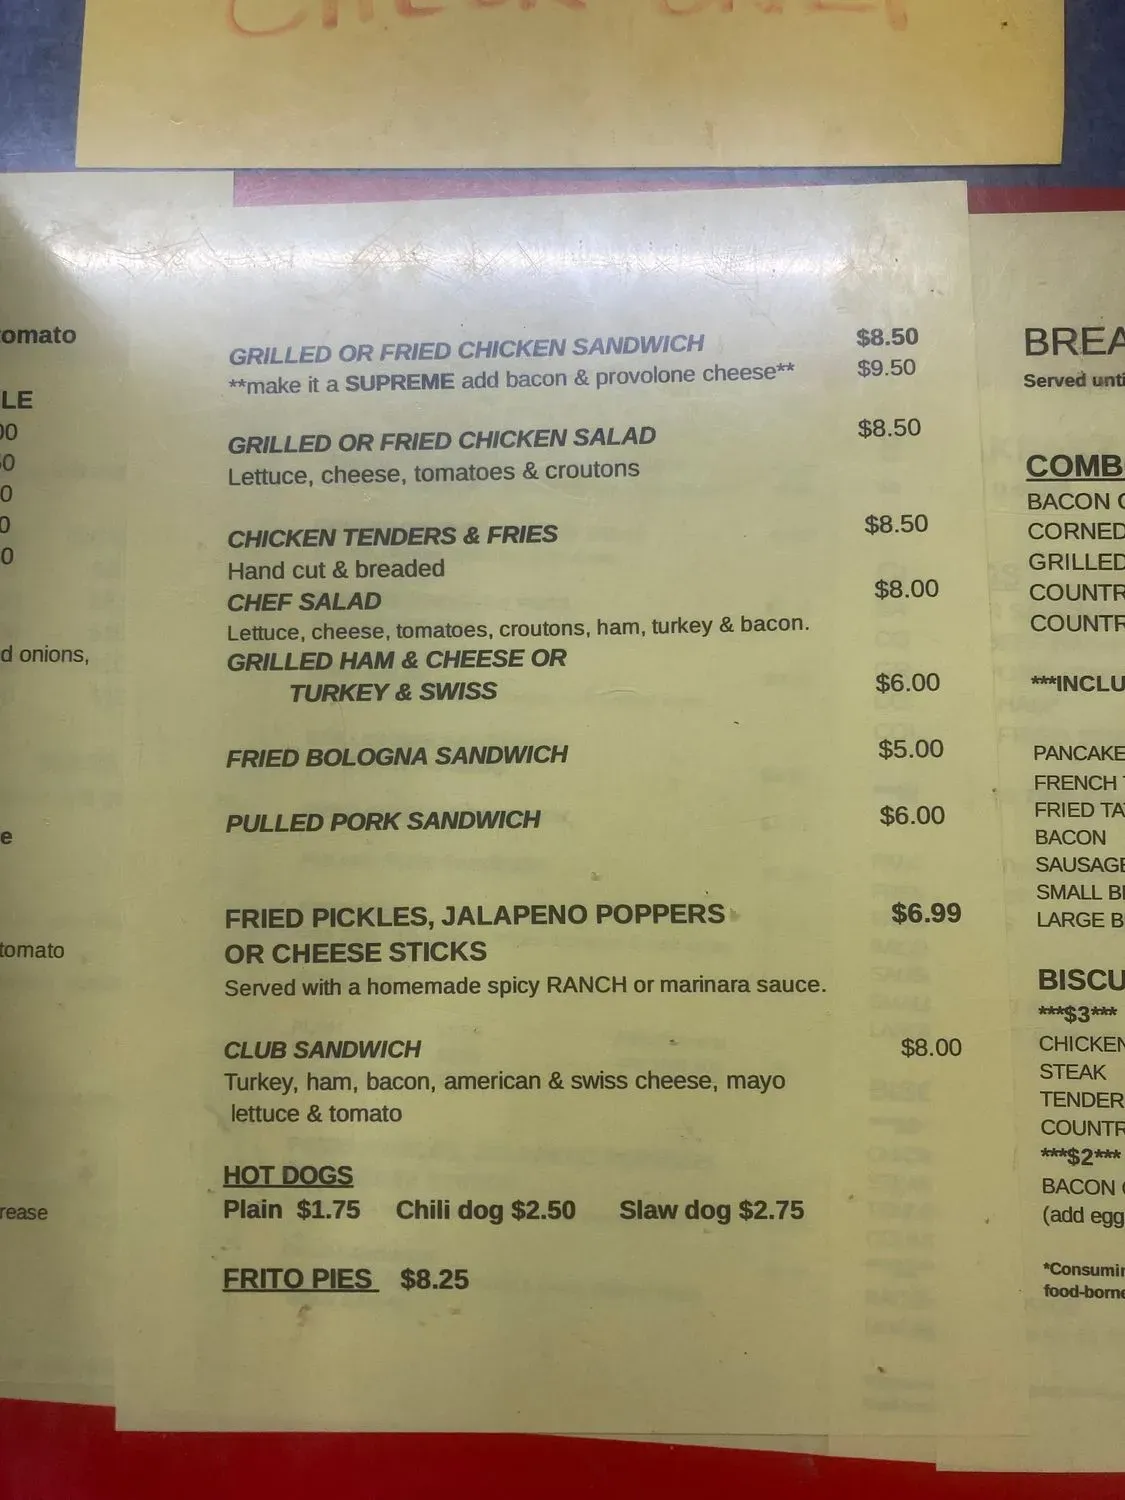 CHECK ONLY
tomato
LE
00
50
d onions,
e
tomato
rease
GRILLED OR FRIED CHICKEN SANDWICH $8.50
**make it a SUPREME add bacon & provolone cheese** $9.50
GRILLED OR FRIED CHICKEN SALAD $8.50
Lettuce, cheese, tomatoes & croutons
CHICKEN TENDERS & FRIES $8.50
Hand cut & breaded
CHEF SALAD $8.00
Lettuce, cheese, tomatoes, croutons, ham, turkey & bacon.
GRILLED HAM & CHEESE OR
TURKEY & SWISS $6.00
FRIED BOLOGNA SANDWICH $5.00
PULLED PORK SANDWICH $6.00
FRIED PICKLES, JALAPENO POPPERS $6.99
OR CHEESE STICKS
Served with a homemade spicy RANCH or marinara sauce.
CLUB SANDWICH $8.00
Turkey, ham, bacon, american & swiss cheese, mayo
lettuce & tomato
HOT DOGS
Plain $1.75 Chili dog $2.50 Slaw dog $2.75
FRITO PIES $8.25
BREA
Served unti
COMB
BACON
CORNED
GRILLED
COUNTR
COUNTR
***INCLU
PANCAKE
FRENCH
FRIED TA
BACON
SAUSAGE
SMALL B
LARGE B
BISCU
***$3***
CHICKEN
STEAK
TENDER
COUNTR
***$2***
BACON
(add egg
*Consumin
food-borne